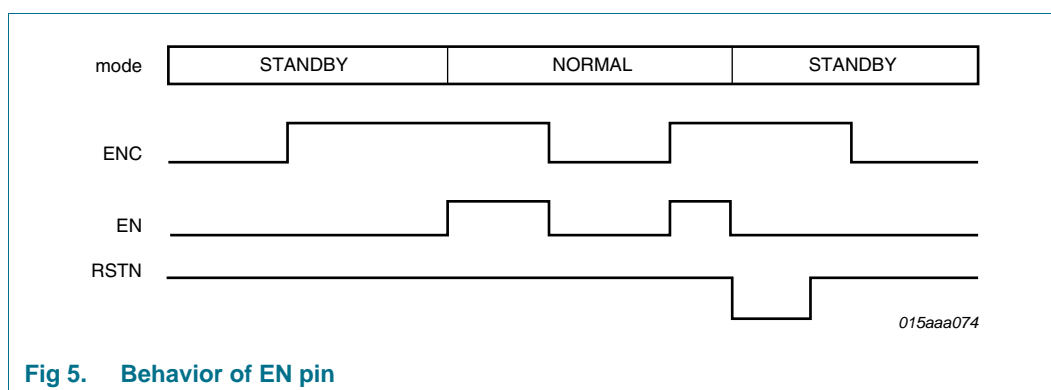 mode STANDBY NORMAL STANDBY
ENC
EN
RSTN
015aaa074
Fig 5. Behavior of EN pin